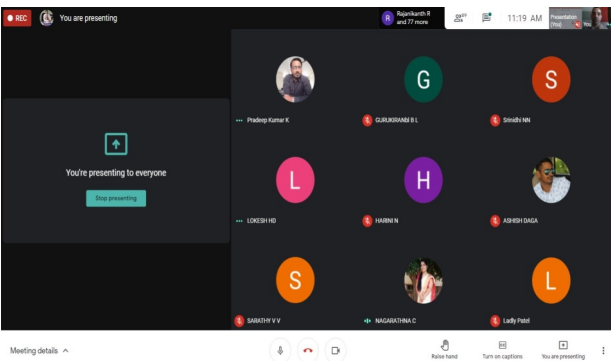 REC
You are presenting
R
Rajanikanth R
and 77 more
11:19 AM
Presentation
(You)
You
You're presenting to everyone
Stop presenting
Pradeep Kumar K
G
GURUKIRANbl B L
S
Srinidhi NN
L
LOKESH HD
H
HARINI N
ASHISH DAGA
S
SARATHY V V
NAGARATHNA C
L
Ladly Patel
Meeting details
Raise hand
Turn on captions
You are presenting